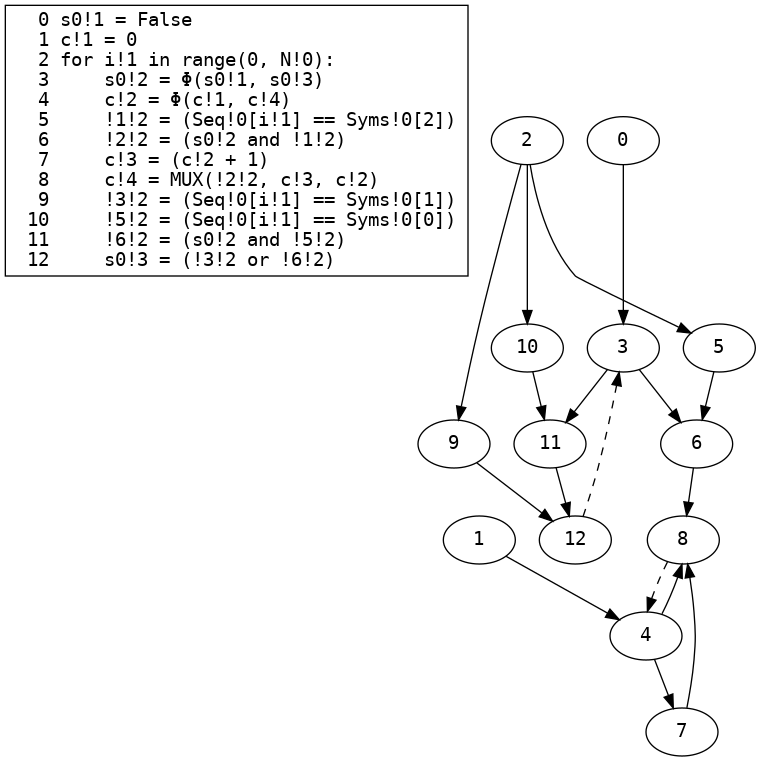 0 s0!1 = False
1 c!1 = 0
2 for i!1 in range(0, N!0):
3     s0!2 = Φ(s0!1, s0!3)
4     c!2 = Φ(c!1, c!4)
5     !1!2 = (Seq!0[i!1] == Syms!0[2])
6     !2!2 = (s0!2 and !1!2)
7     c!3 = (c!2 + 1)
8     c!4 = MUX(!2!2, c!3, c!2)
9     !3!2 = (Seq!0[i!1] == Syms!0[1])
10     !5!2 = (Seq!0[i!1] == Syms!0[0])
11     !6!2 = (s0!2 and !5!2)
12     s0!3 = (!3!2 or !6!2)
2
0
10
3
5
9
11
6
1
12
8
4
7